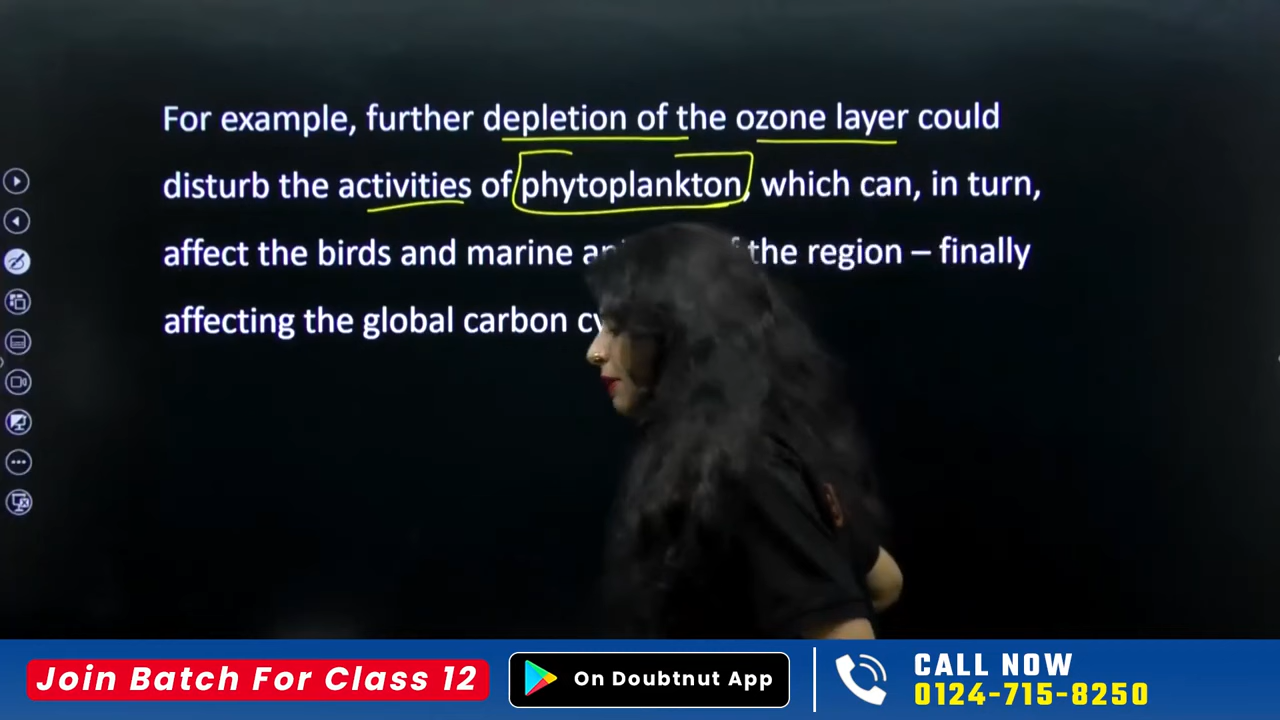 For example, further depletion of the ozone layer could
disturb the activities of phytoplankton, which can, in turn,
affect the birds and marine the region – finally
affecting the global carbon
Join Batch For Class 12
On Doubtnut App
CALL NOW
0124-715-8250